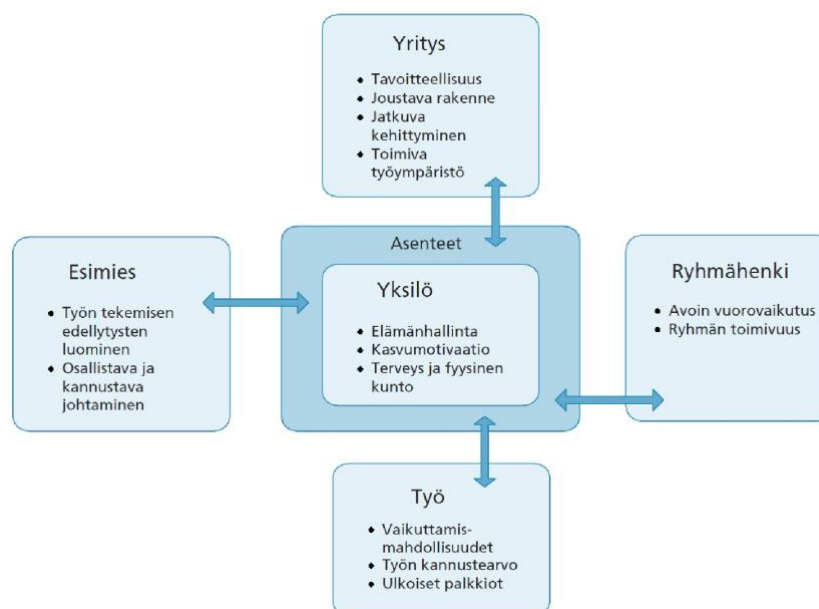 Yritys
• Tavoitteellisuus
• Joustava rakenne
• Jatkuva
kehittyminen
• Toimiva
työympäristö
Esimies
• Työn tekemisen
edellytysten
luominen
• Osallistava ja
kannustava
johtaminen
Asenteet
Yksilö
• Elämänhallinta
• Kasvumotivaatio
• Terveys ja fyysinen
kunto
Ryhmähenki
• Avoin vuorovaikutus
• Ryhmän toimivuus
Työ
• Vaikuttamis-
mahdollisuudet
• Työn kannustearvo
• Ulkoiset palkkiot